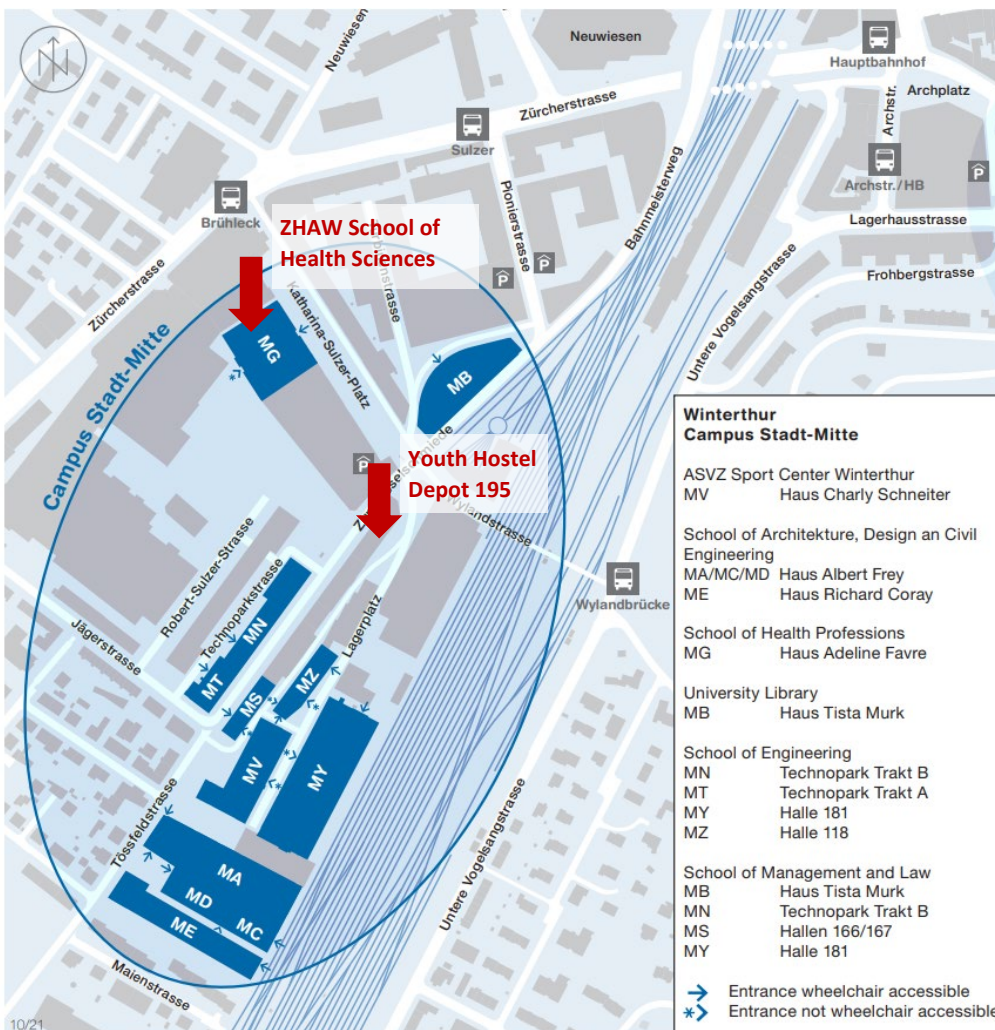 Neuwiesen
Neuwiesen
Hauptbahnhof
Zürcherstrasse
Archstr.
Archplatz
Sulzer
Archstr./HB
P
Brühleck
Pionierstrasse
Bahnmeisterweg
Lagerhausstrasse
ZHAW School of
Health Sciences
Frohbergstrasse
P
P
Zürcherstrasse
Katharina-Sulzer-Platz
Untere Vogelsangstrasse
MG
Campus Stadt-Mitte
MB
P
Youth Hostel
Depot 195
Wylandstrasse
Robert-Sulzer-Strasse
Technoparkstrasse
Lagerplatz
Wylandbrücke
Jägerstrasse
MN
MT
MS
MZ
MV
MY
Tössfeldstrasse
Untere Vogelsangstrasse
MA
MD
MC
ME
Maienstrasse
10/21
N
Winterthur
Campus Stadt-Mitte
ASVZ Sport Center Winterthur
MV Haus Charly Schneiter
School of Architekture, Design an Civil
Engineering
MA/MC/MD Haus Albert Frey
ME Haus Richard Coray
School of Health Professions
MG Haus Adeline Favre
University Library
MB Haus Tista Murk
School of Engineering
MN Technopark Trakt B
MT Technopark Trakt A
MY Halle 181
MZ Halle 118
School of Management and Law
MB Haus Tista Murk
MN Technopark Trakt B
MS Hallen 166/167
MY Halle 181
Entrance wheelchair accessible
Entrance not wheelchair accessible